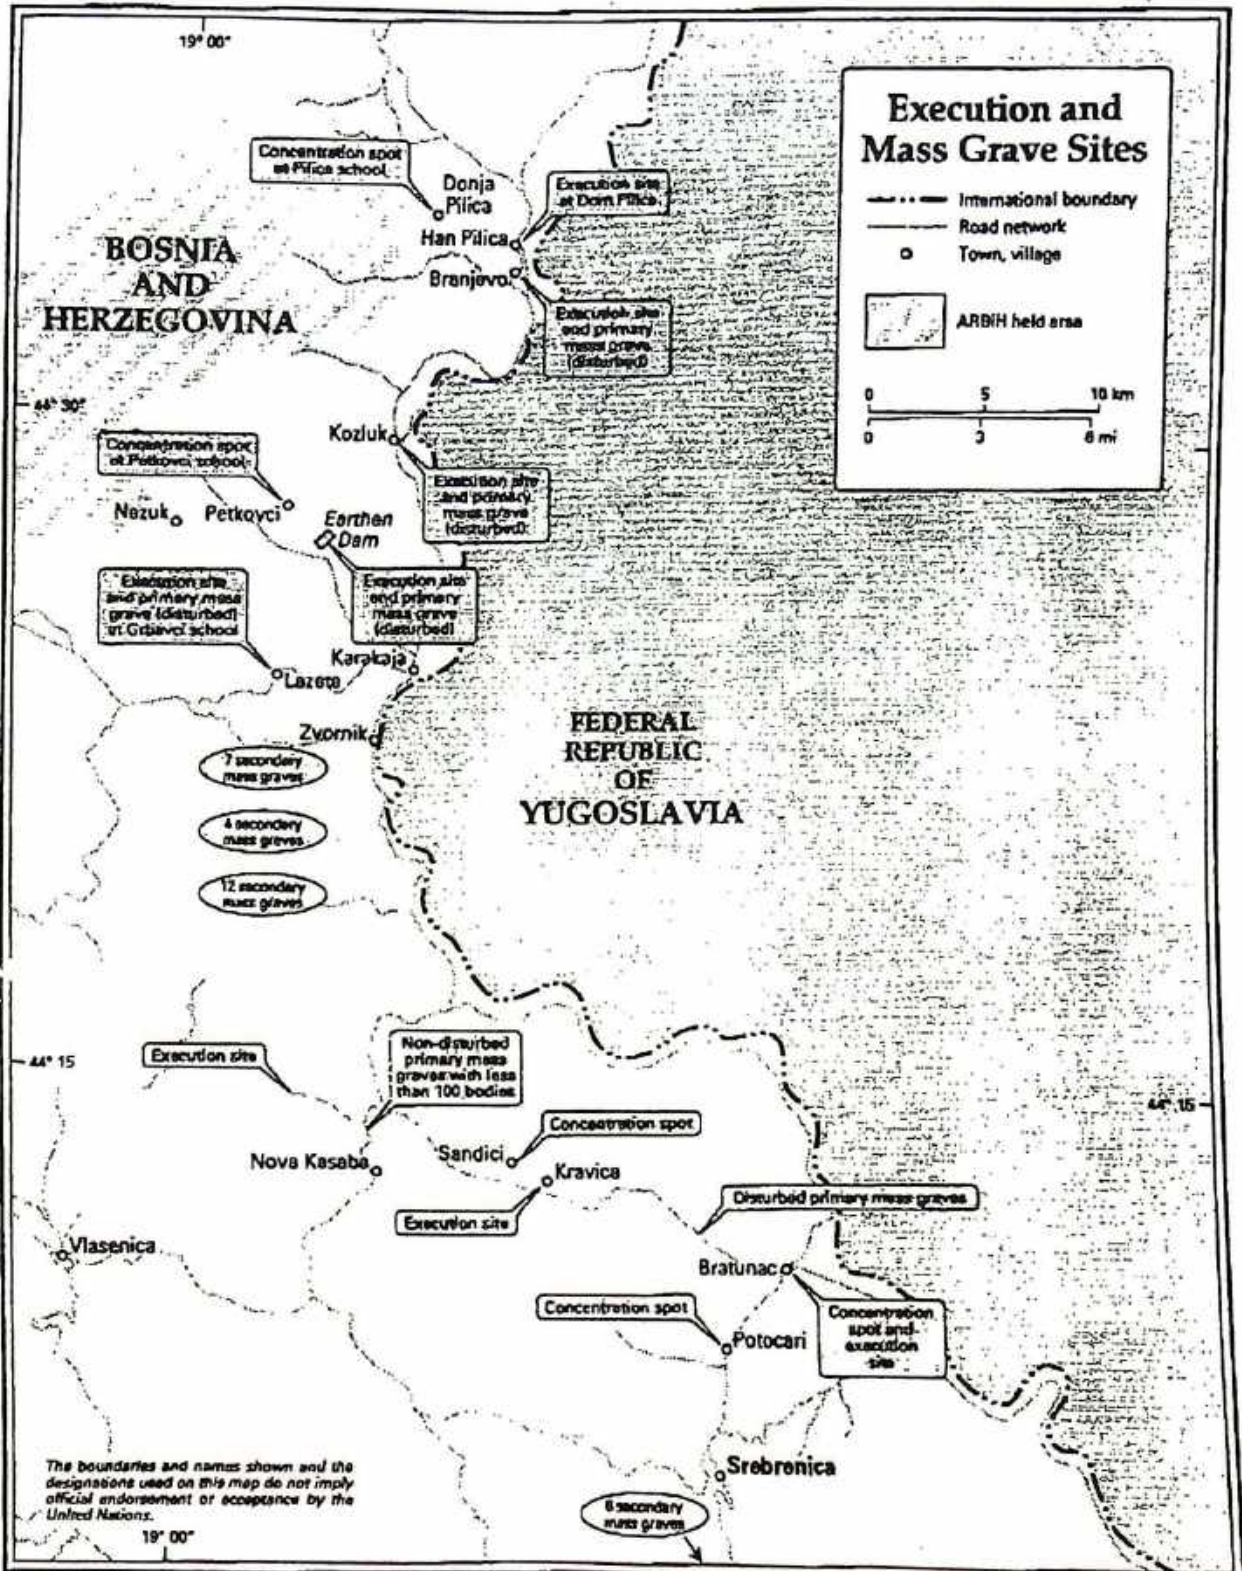 19° 00"
Execution and
Mass Grave Sites
International boundary
Road network
Town, village
ARBiH held area
0 5 10 km
0 3 6 mi
Concentration spot
at Pilica school
Donja
Pilica
Execution site
at Dom Pilica
Han Pilica
Branjevo
Execution site
and primary
mass grave
(disturbed)
BOSNIA
AND
HERZEGOVINA
44° 30"
Kozluk
Concentration spot
at Petkovci school
Execution site
and primary
mass grave
(disturbed)
Nezuk
Petkovci
Earthen
Dam
Execution site
and primary mass
grave (disturbed)
at Grbavci school
Execution site
and primary
mass grave
(disturbed)
Karakaja
Lazete
Zvornik
7 secondary
mass graves
4 secondary
mass graves
12 secondary
mass graves
FEDERAL
REPUBLIC
OF
YUGOSLAVIA
44° 15
Execution site
Non-disturbed
primary mass
graves with less
than 100 bodies
44° 15
Concentration spot
Sandici
Nova Kasaba
Kravica
Execution site
Disturbed primary mass graves
Vlasenica
Bratunac
Concentration spot
Concentration
spot and
execution
site
Potocari
Srebrenica
secondary
mass graves
The boundaries and names shown and the
designations used on this map do not imply
official endorsement or acceptance by the
United Nations.
19° 00"